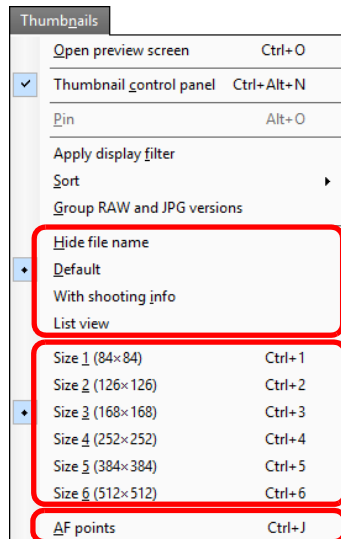 Thumbnails
Open preview screen Ctrl+O
Thumbnail control panel Ctrl+Alt+N
Pin Alt+O
Apply display filter
Sort
Group RAW and JPG versions
Hide file name
Default
With shooting info
List view
Size 1 (84×84) Ctrl+1
Size 2 (126×126) Ctrl+2
Size 3 (168×168) Ctrl+3
Size 4 (252×252) Ctrl+4
Size 5 (384×384) Ctrl+5
Size 6 (512×512) Ctrl+6
AF points Ctrl+J